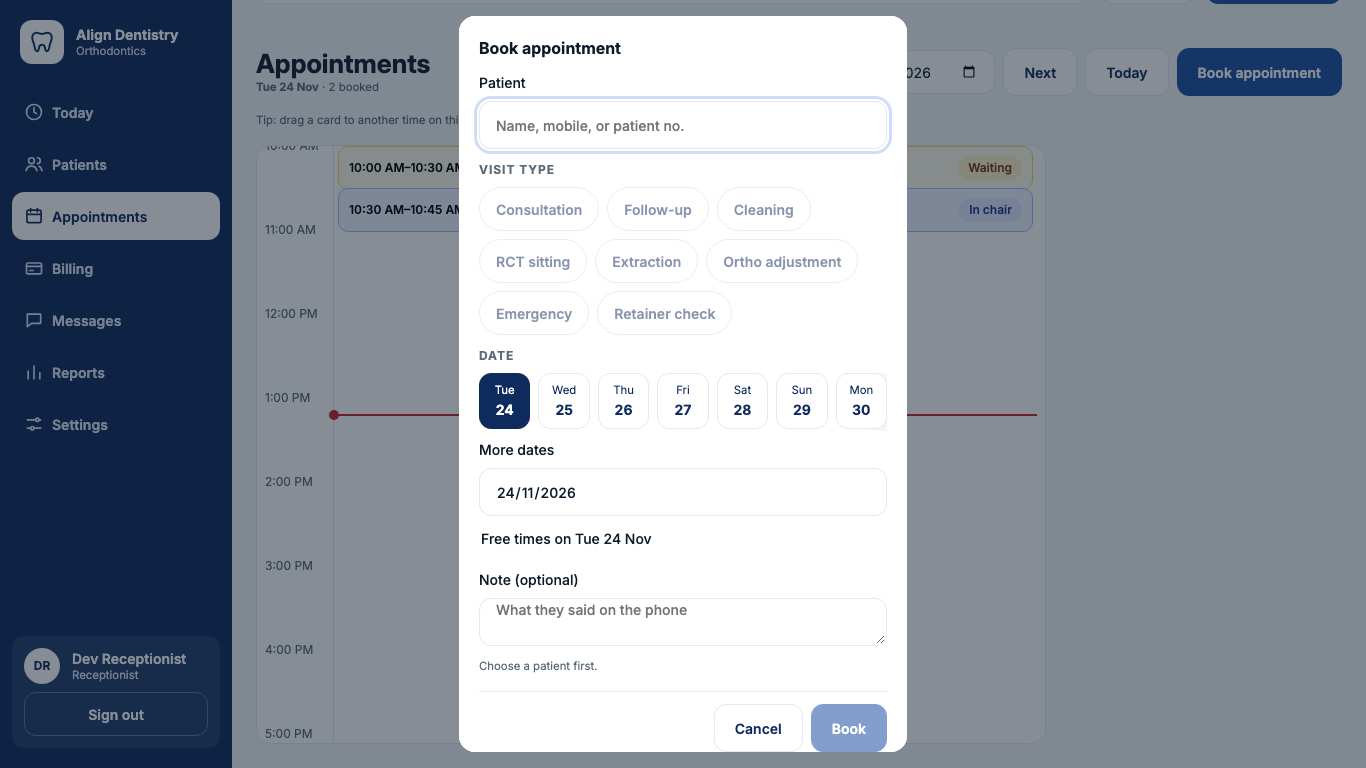 Align Dentistry
Orthodontics
Today
Patients
Appointments
Billing
Messages
Reports
Settings
DR
Dev Receptionist
Receptionist
Sign out
Appointments
Tue 24 Nov · 2 booked
Next
Today
Book appointment
Tip: drag a card to another time on
10:00 AM
10:00 AM–10:30 AM
Waiting
10:30 AM–10:45 AM
In chair
11:00 AM
12:00 PM
1:00 PM
2:00 PM
3:00 PM
4:00 PM
5:00 PM
Book appointment
Patient
Name, mobile, or patient no.
VISIT TYPE
Consultation
Follow-up
Cleaning
RCT sitting
Extraction
Ortho adjustment
Emergency
Retainer check
DATE
Tue 24
Wed 25
Thu 26
Fri 27
Sat 28
Sun 29
Mon 30
More dates
24/11/2026
Free times on Tue 24 Nov
Note (optional)
What they said on the phone
Choose a patient first.
Cancel
Book